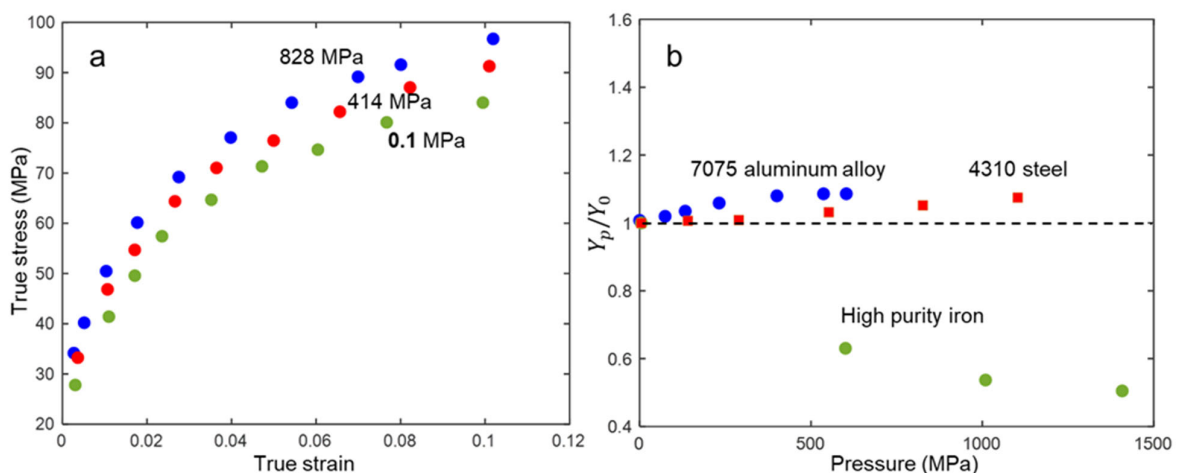 a
100
90
80
70
60
50
40
30
20
0
0.02
0.04
0.06
0.08
0.1
0.12
True stress (MPa)
True strain
828 MPa
414 MPa
0.1 MPa
b
1.6
1.4
1.2
1
0.8
0.6
0.4
0
500
1000
1500
Yp/Y0
Pressure (MPa)
7075 aluminum alloy
4310 steel
High purity iron